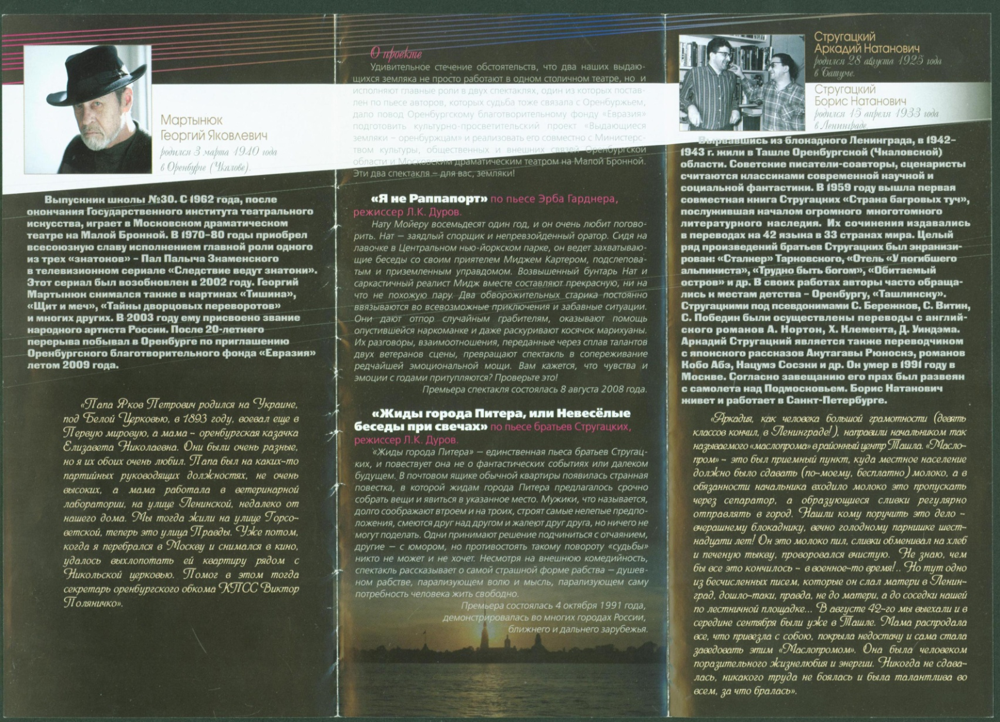 Мартынюк
Георгий Яковлевич
родился 3 марта 1940 года
в Оренбурге (Чкалове).
Выпускник школы №30. С 1962 года, после
окончания Государственного института театрального
искусства, играет в Московском драматическом
театре на Малой Бронной. В 1970–80 годы приобрел
всесоюзную славу исполнением главной роли одного
из трех «знатоков» – Пал Палыча Знаменского
в телевизионном сериале «Следствие ведут знатоки».
Этот сериал был возобновлен в 2002 году. Георгий
Мартынюк снимался также в картинах «Тишина»,
«Щит и меч», «Тайны дворцовых переворотов»
и многих других. В 2003 году ему присвоено звание
народного артиста России. После 20-летнего
перерыва побывал в Оренбурге по приглашению
Оренбургского благотворительного фонда «Евразия»
летом 2009 года.
«Папа Яков Петрович родился на Украине,
под Белой Церковью, в 1893 году, воевал еще в
Первую мировую, а мама – оренбургская казачка
Елизавета Николаевна. Они были очень разные,
но я их обоих очень любил. Папа был на каких-то
партийных руководящих должностях, не очень
высоких, а мама работала в ветеринарной
лаборатории, на улице Ленинской, недалеко от
нашего дома. Мы тогда жили на улице Горсо-
ветской, теперь это улица Правды. Уже потом,
когда я перебрался в Москву и снимался в кино,
удалось выхлопотать ей квартиру рядом с
Никольской церковью. Помог в этом тогда
секретарь оренбургского обкома КПСС Виктор
Поляничко».
О проекте
Удивительное стечение обстоятельств, что два наших выдаю-
щихся земляка не просто работают в одном столичном театре, но и
исполняют главные роли в двух спектаклях, один из которых постав-
лен по пьесе авторов, которых судьба тоже связала с Оренбуржьем,
дало повод Оренбургскому благотворительному фонду «Евразия»
подготовить культурно-просветительский проект «Выдающиеся
земляки – оренбуржцам» и реализовать его совместно с Министерс-
твом культуры, общественных и внешних связей Оренбургской
области и Московским драматическим театром на Малой Бронной.
Эти два спектакля – для вас, земляки!
«Я не Раппапорт» по пьесе Эрба Гарднера,
режиссер Л.К. Дуров.
Нату Мойеру восемьдесят один год, и он очень любит погово-
рить. Нат – заядлый спорщик и непревзойденный оратор. Сидя на
лавочке в Центральном нью-йоркском парке, он ведет захватываю-
щие беседы со своим приятелем Миджем Картером, подслепова-
тым и приземленным управдомом. Возвышенный бунтарь Нат и
саркастичный реалист Мидж вместе составляют прекрасную, ни на
что не похожую пару. Два обворожительных старика постоянно
ввязываются во всевозможные приключения и забавные ситуации.
Они дают отпор случайным грабителям, оказывают помощь
опустившейся наркоманке и даже раскуривают косячок марихуаны.
Их разговоры, взаимоотношения, переданные через сплав талантов
двух ветеранов сцены, превращают спектакль в сопереживание
редчайшей эмоциональной мощи. Вам кажется, что чувства и
эмоции с годами притупляются? Проверьте это!
Премьера спектакля состоялась 8 августа 2008 года.
«Жиды города Питера, или Невесёлые
беседы при свечах» по пьесе братьев Стругацких,
режиссер Л.К. Дуров.
«Жиды города Питера» – единственная пьеса братьев Стругац-
ких, и повествует она не о фантастических событиях или далеком
будущем. В почтовом ящике обычной квартиры появилась странная
повестка, в которой жидам города Питера предлагалось срочно
собрать вещи и явиться в указанное место. Мужики, что называется,
долго соображают втроем и на троих, строят самые нелепые предпо-
ложения, смеются друг над другом и жалеют друг друга, но ничего не
могут поделать. Одни принимают решение подчиниться с отчаянием,
другие – с юмором, но противостоять такому повороту «судьбы»
никто не может и не хочет. Несмотря на внешнюю комедийность,
спектакль рассказывает о самой страшной форме рабства – душев-
ном рабстве, парализующем волю и мысль, парализующем саму
потребность человека жить свободно.
Премьера состоялась 4 октября 1991 года,
демонстрировалась во многих городах России,
ближнего и дальнего зарубежья.
Стругацкий
Аркадий Натанович
родился 28 августа 1925 года
в Батуме.
Стругацкий
Борис Натанович
родился 15 апреля 1933 года
в Ленинграде.
Вырвавшись из блокадного Ленинграда, в 1942–
1943 г. жили в Ташле Оренбургской (Чкаловской)
области. Советские писатели-соавторы, сценаристы
считаются классиками современной научной и
социальной фантастики. В 1959 году вышла первая
совместная книга Стругацких «Страна багровых туч»,
послужившая началом огромного многотомного
литературного наследия. Их сочинения издавались
в переводах на 42 языка в 33 странах мира. Целый
ряд произведений братьев Стругацких был экранизи-
рован: «Сталкер» Тарковского, «Отель «У погибшего
альпиниста», «Трудно быть богом», «Обитаемый
остров» и др. В своих работах авторы часто обраща-
лись к местам детства – Оренбургу, «Ташлинску».
Стругацкими под псевдонимами С. Бережков, С. Витин,
С. Победин были осуществлены переводы с англий-
ского романов А. Нортон, Х. Клемента, Д. Уиндэма.
Аркадий Стругацкий является также переводчиком
с японского рассказов Акутагавы Рюноскэ, романов
Кобо Абэ, Нацумэ Сосэки и др. Он умер в 1991 году в
Москве. Согласно завещанию его прах был развеян
с самолета над Подмосковьем. Борис Натанович
живет и работает в Санкт-Петербурге.
«Аркадия, как человека большой грамотности (девять
классов кончил, в Ленинграде!), направили начальником так
называемого «маслопрома» в районный центр Ташла. «Масло-
пром» – это был приемный пункт, куда местное население
должно было сдавать (по-моему, бесплатно) молоко, а в
обязанности начальника входило молоко это пропускать
через сепаратор, а образующиеся сливки регулярно
отправлять в город. Нашли кому поручить это дело –
вчерашнему блокаднику, вечно голодному парнишке шест-
надцати лет! Он это молоко пил, сливки обменивал на хлеб
и печеную тыкву, проворовался вчистую. Не знаю, чем
бы все это кончилось – в военное-то время!.. Но тут одно
из бесчисленных писем, которые он слал матери в Ленин-
град, дошло-таки, правда, не до матери, а до соседки нашей
по лестничной площадке... В августе 42-го мы выехали и в
середине сентября были уже в Ташле. Мама распродала
все, что привезла с собою, покрыла недостачу и сама стала
заведовать этим «Маслопромом». Она была человеком
поразительного жизнелюбия и энергии. Никогда не сдава-
лась, никакого труда не боялась и была талантлива во
всем, за что бралась».